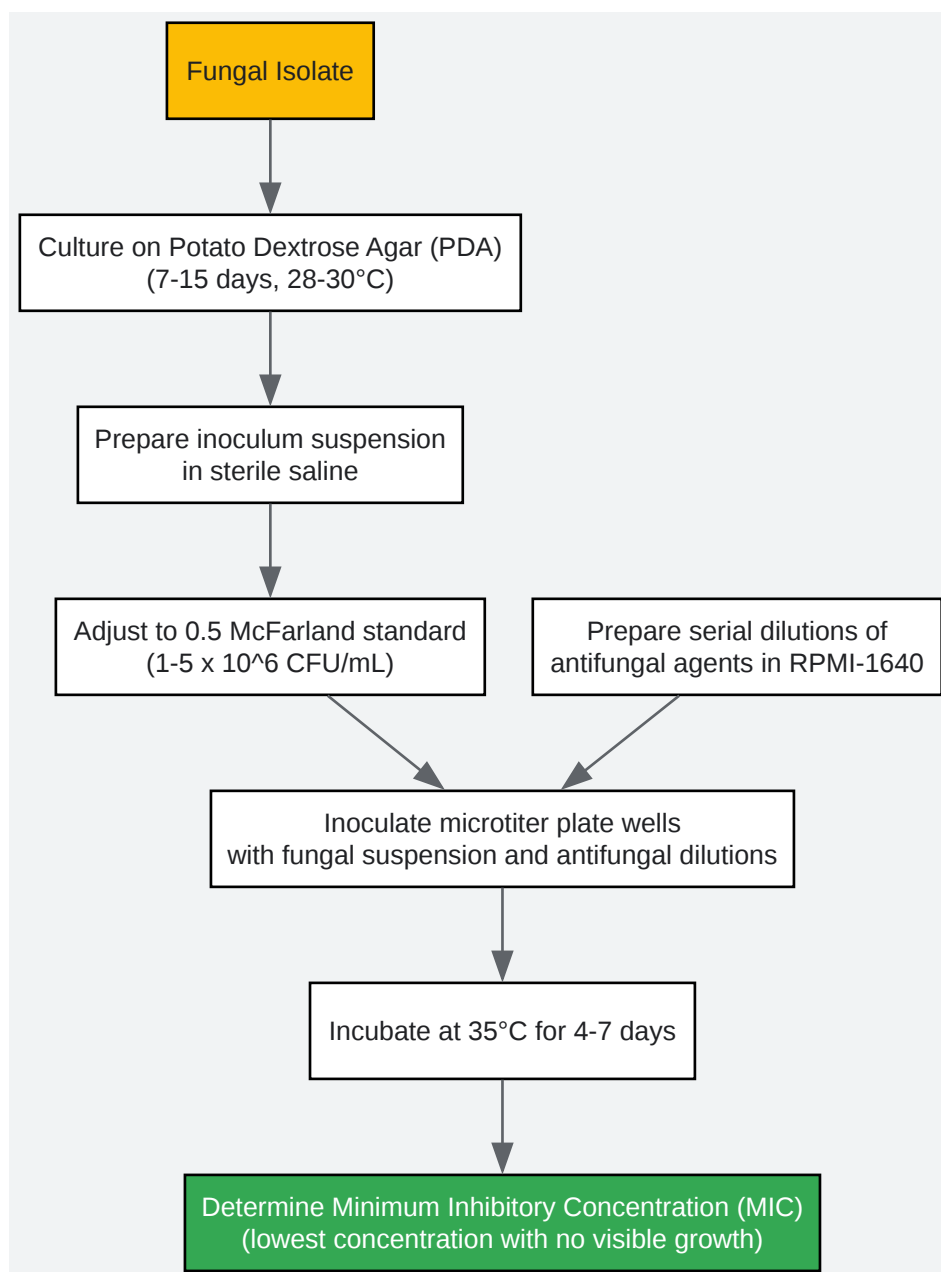 Fungal Isolate
Culture on Potato Dextrose Agar (PDA)
(7-15 days, 28-30°C)
Prepare inoculum suspension
in sterile saline
Adjust to 0.5 McFarland standard
(1-5 x 10^6 CFU/mL)
Prepare serial dilutions of
antifungal agents in RPMI-1640
Inoculate microtiter plate wells
with fungal suspension and antifungal dilutions
Incubate at 35°C for 4-7 days
Determine Minimum Inhibitory Concentration (MIC)
(lowest concentration with no visible growth)